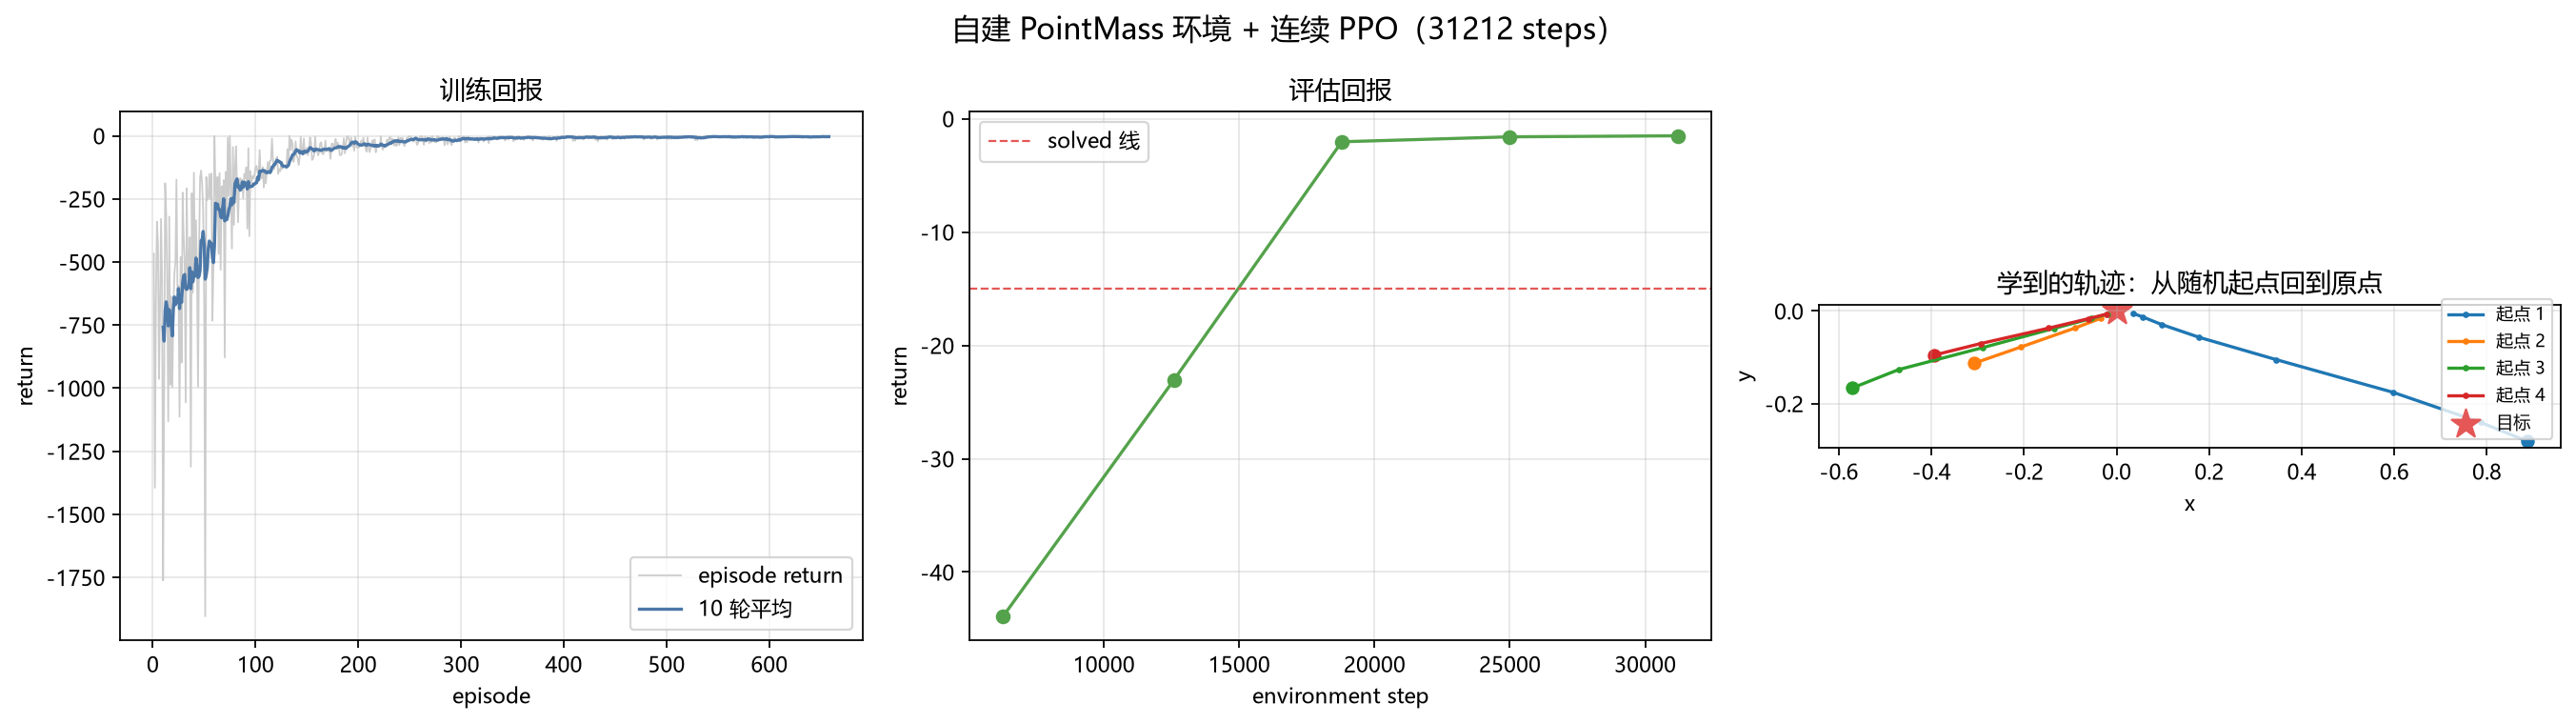 自建 PointMass 环境 + 连续 PPO（31212 steps）
训练回报
0
-250
-500
-750
-1000
-1250
-1500
-1750
return
episode return
10 轮平均
0 100 200 300 400 500 600
episode
评估回报
solved 线
0
-10
-20
-30
-40
return
10000 15000 20000 25000 30000
environment step
学到的轨迹：从随机起点回到原点
0.0
-0.2
y
起点 1
起点 2
起点 3
起点 4
目标
-0.6 -0.4 -0.2 0.0 0.2 0.4 0.6 0.8
x